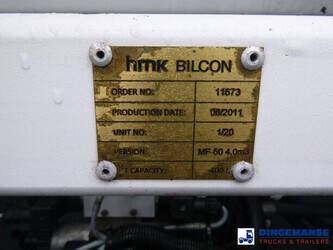 hmk BILCON
ORDER NO: 11673
PRODUCTION DATE: 06/2011
UNIT NO: 1/20
VERSION: MF-50 4.0m3
CAPACITY:
DINGEMANSE
TRUCKS & TRAILERS